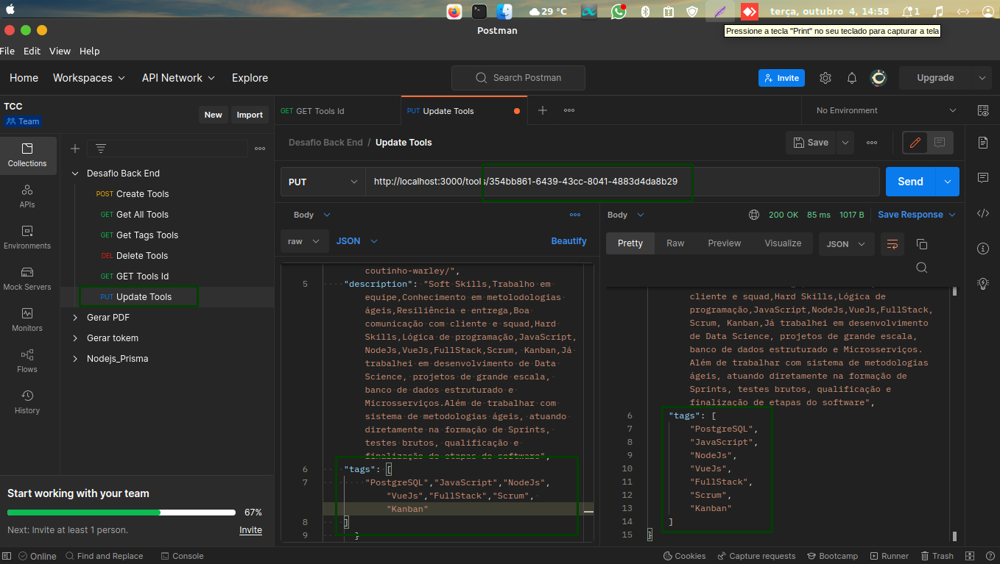 29 °C
terça, outubro 4, 14:58
1
Postman
Pressione a tecla "Print" no seu teclado para capturar a tela
File Edit View Help
Home Workspaces API Network Explore
Search Postman
Invite
Upgrade
TCC
Team
New Import
GET GET Tools Id
PUT Update Tools
No Environment
Collections
APIs
Environments
Mock Servers
Monitors
Flows
History
Desafio Back End
POST Create Tools
GET Get All Tools
GET Get Tags Tools
DEL Delete Tools
GET GET Tools Id
PUT Update Tools
Gerar PDF
Gerar tokem
Nodejs_Prisma
Start working with your team
67%
Next: Invite at least 1 person. Invite
Desafio Back End / Update Tools
Save
PUT http://localhost:3000/tools/354bb861-6439-43cc-8041-4883d4da8b29
Send
Body
raw JSON Beautify
coutinho-warley/",
5 "description": "Soft Skills,Trabalho em
equipe,Conhecimento em metolodologias
ágeis,Resiliência e entrega,Boa
comunicação com cliente e squad,Hard
Skills,Lógica de programação,JavaScript,
NodeJs,VueJs,FullStack,Scrum, Kanban,Já
trabalhei em desenvolvimento de Data
Science, projetos de grande escala,
banco de dados estruturado e
Microsserviços.Além de trabalhar com
sistema de metodologias ágeis, atuando
diretamente na formação de Sprints,
testes brutos, qualificação e
finalização de etapas do software",
6 "tags": [
7 "PostgreSQL","JavaScript","NodeJs",
"VueJs","FullStack","Scrum",
"Kanban"
8 ]
9 }
Body
200 OK 85 ms 1017 B Save Response
Pretty Raw Preview Visualize JSON
cliente e squad,Hard Skills,Lógica de
programação,JavaScript,NodeJs,VueJs,FullStack,
Scrum, Kanban,Já trabalhei em desenvolvimento
de Data Science, projetos de grande escala,
banco de dados estruturado e Microsserviços.
Além de trabalhar com sistema de metodologias
ágeis, atuando diretamente na formação de
Sprints, testes brutos, qualificação e
finalização de etapas do software",
6 "tags": [
7 "PostgreSQL",
8 "JavaScript",
9 "NodeJs",
10 "VueJs",
11 "FullStack",
12 "Scrum",
13 "Kanban"
14 ]
15 }
Online Find and Replace Console
Cookies Capture requests Bootcamp Runner Trash